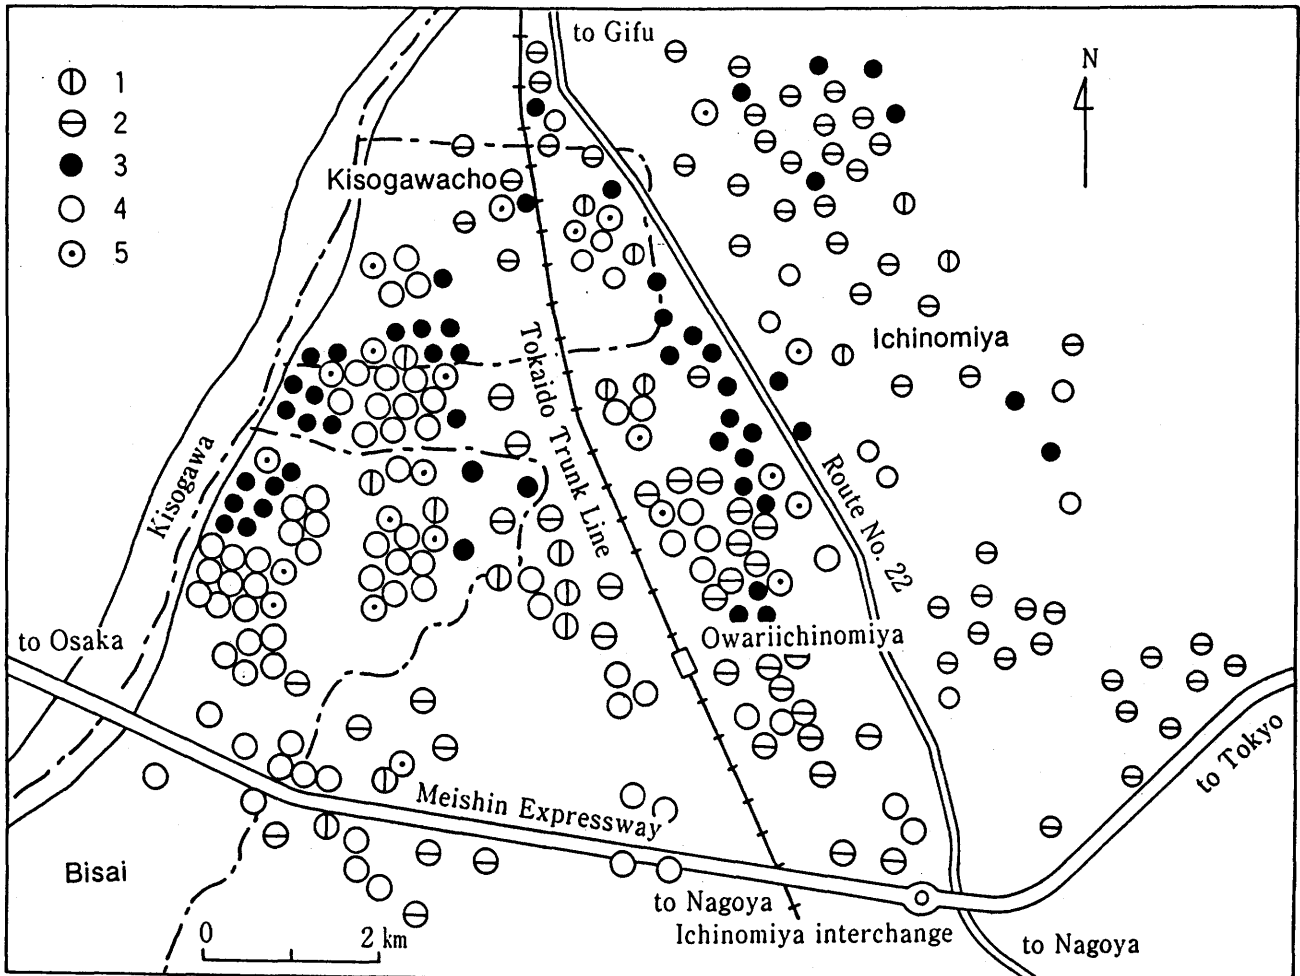 to Gifu
N
1
2
3
4
5
Kisogawacho
Ichinomiya
Tokaido Trunk Line
Kisogawa
Route No. 22
to Osaka
Owariichinomiya
to Tokyo
Meishin Expressway
Bisai
to Nagoya
0 2 km
Ichinomiya interchange
to Nagoya